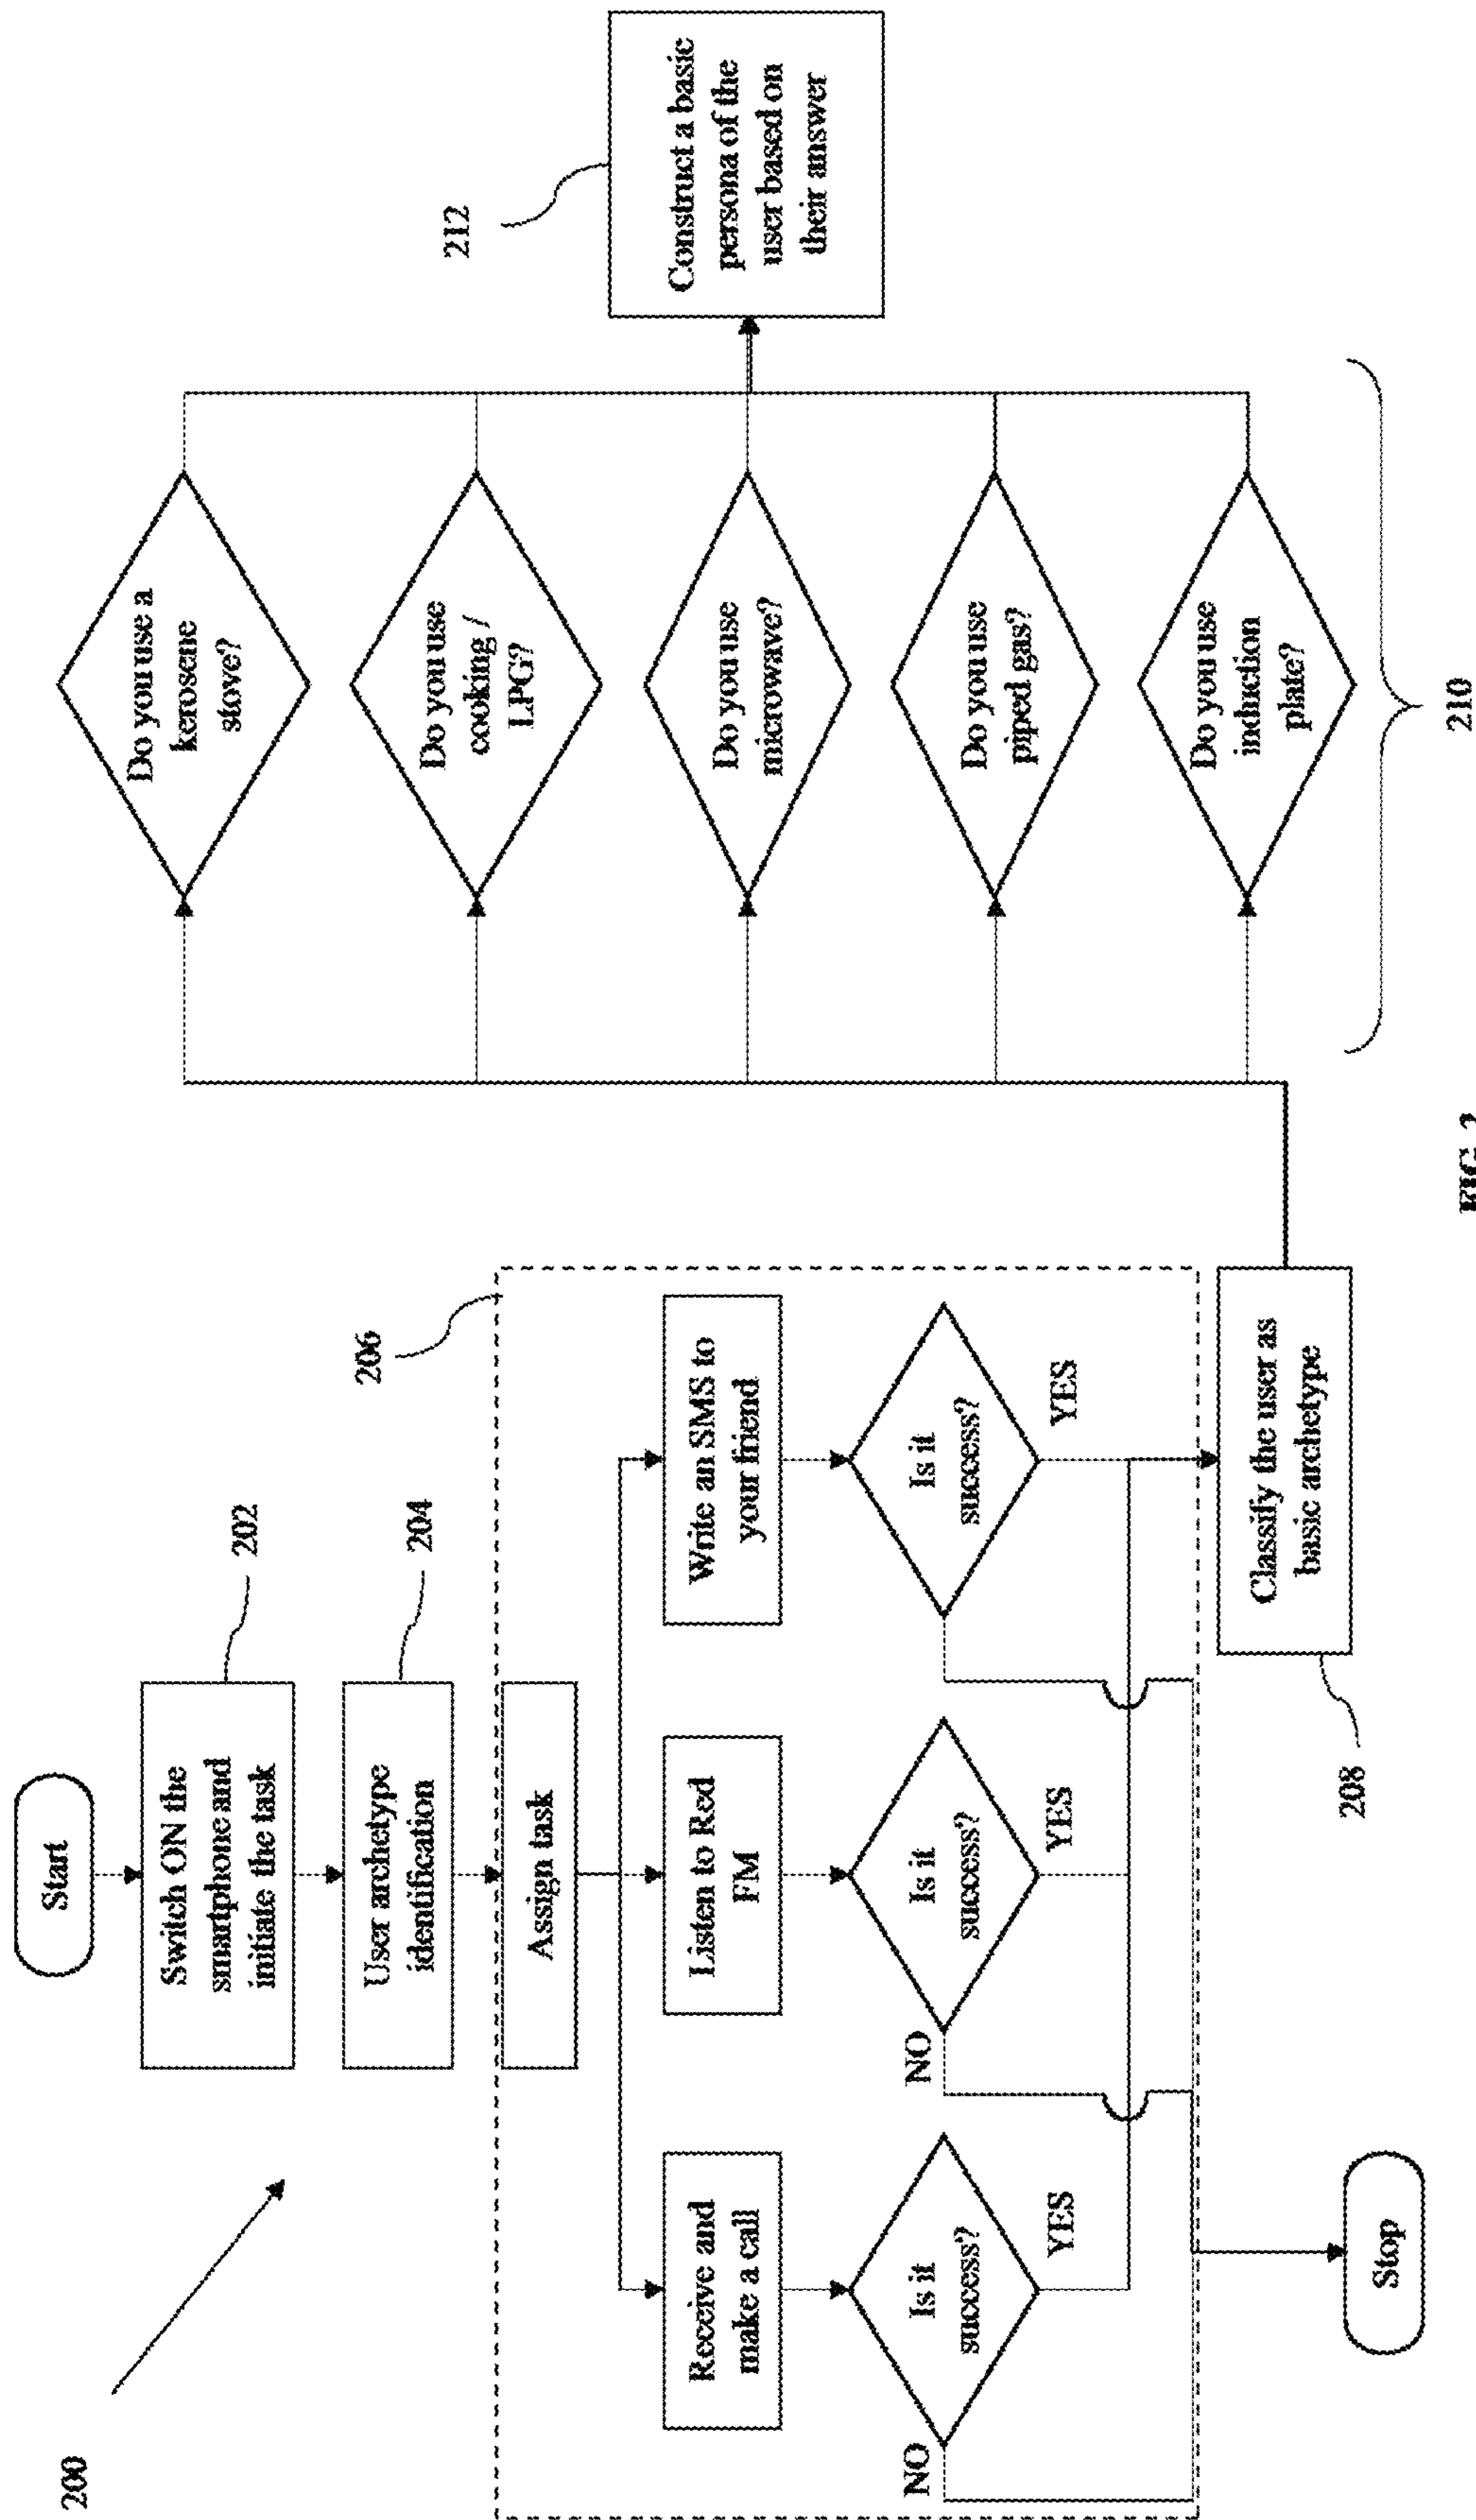 200
Start
Switch ON the
smartphone and
initiate the task
202
User archetype
identification
204
206
Assign task
Receive and
make a call
Listen to Red
FM
Write an SMS to
your friend
Is it
success?
NO
YES
Is it
success?
NO
YES
Is it
success?
YES
Stop
208
Classify the user as
basic archetype
Do you use a
kerosene
stove?
Do you use
cooking /
LPG?
Do you use
microwave?
Do you use
piped gas?
Do you use
induction
plate?
210
212
Construct a basic
persona of the
user based on
their answer